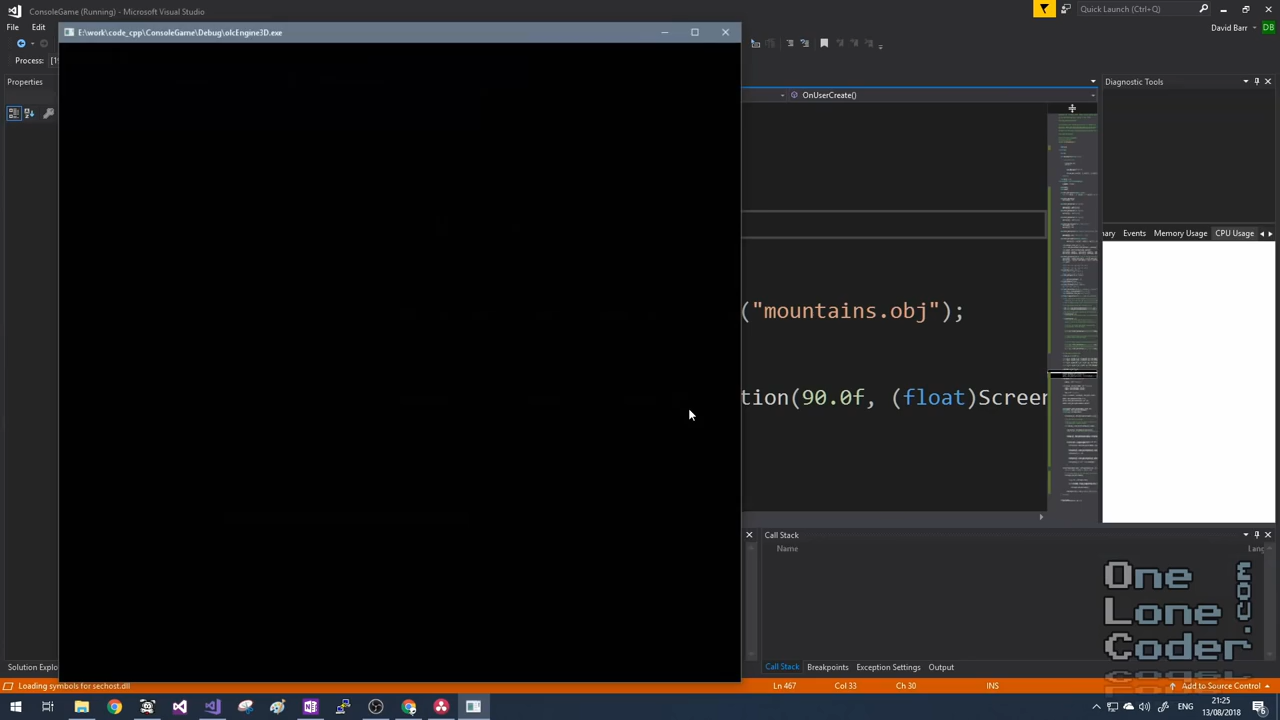 ConsoleGame (Running) - Microsoft Visual Studio
Quick Launch (Ctrl+Q)
E:\work\code_cpp\ConsoleGame\Debug\olcEngine3D.exe
File
Edit
David Barr
DB
Process:
Properties
Diagnostic Tools
OnUserCreate()
Events
Memory Usage
CPU Usage
("mountains.obj");
tion(90.0f, (float)Screen
Call Stack
Name
Lang
One
Lone
Coder
.com
Solution Explo
Call Stack
Breakpoints
Exception Settings
Output
Loading symbols for sechost.dll
Ln 467
Col 33
Ch 30
INS
Add to Source Control
21:25
13/08/2018